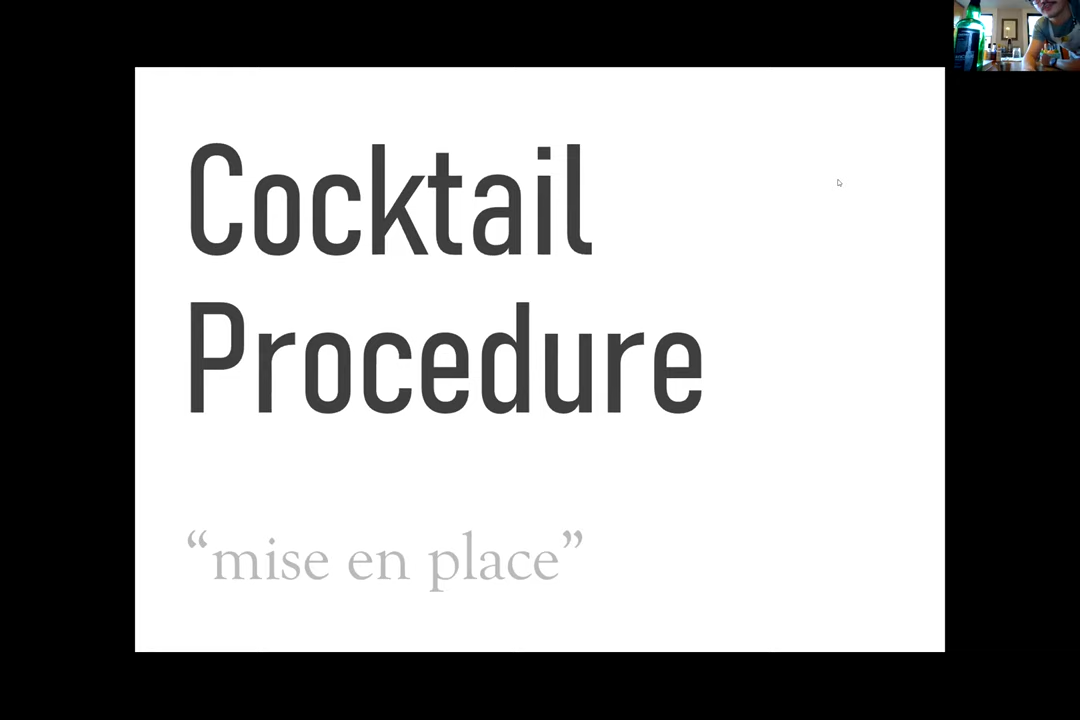 Cocktail
Procedure
“mise en place”